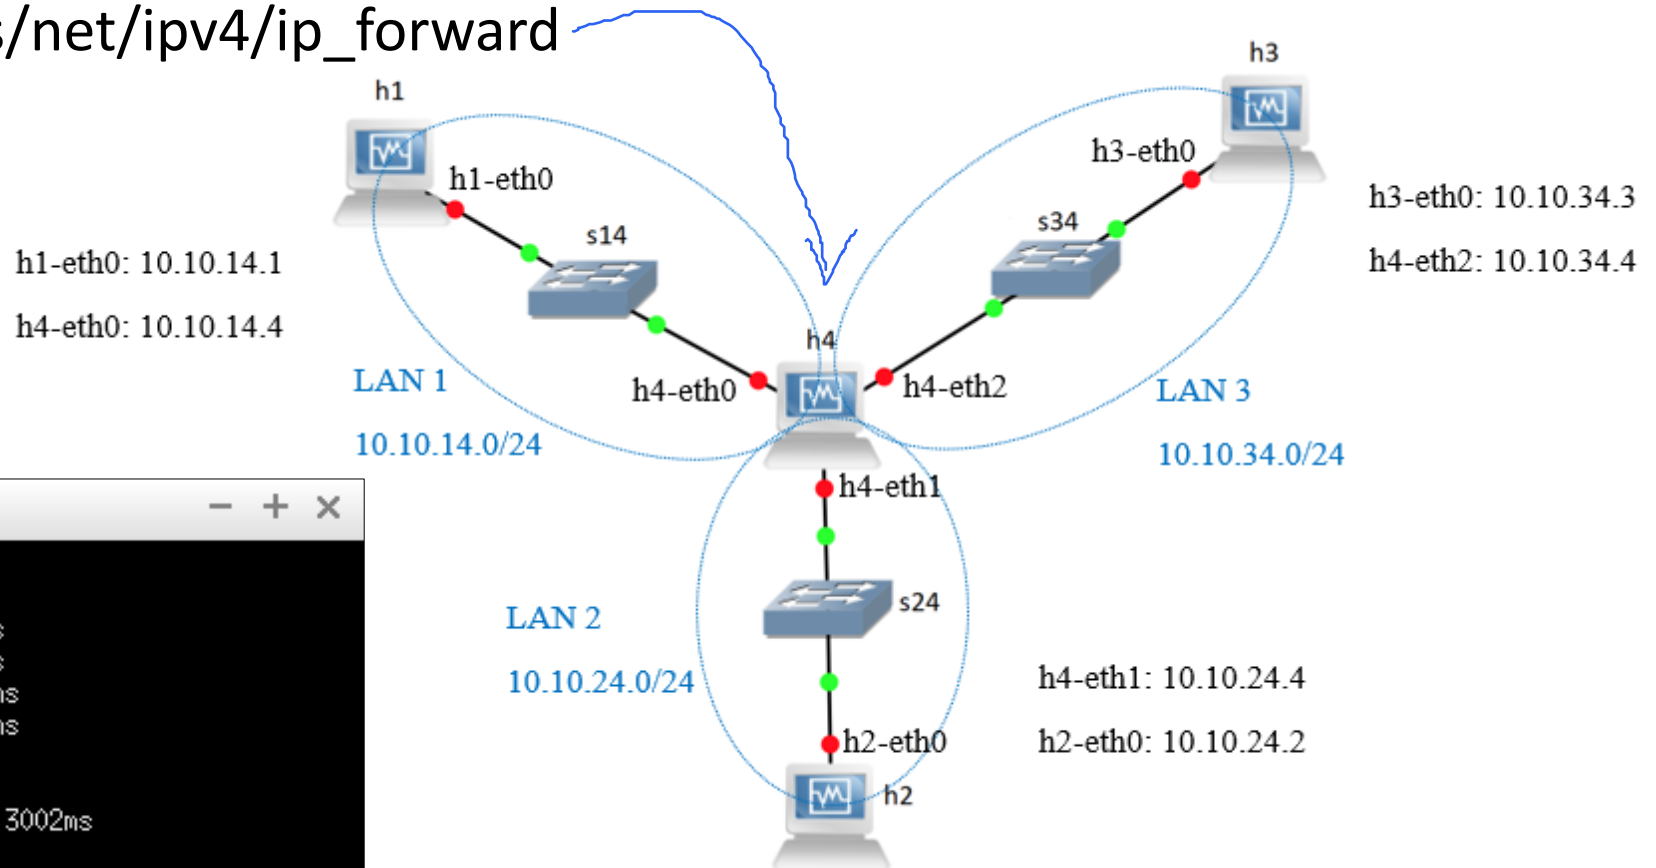 s/net/ipv4/ip_forward
h1
h3
h1-eth0
h3-eth0
s14
s34
h1-eth0: 10.10.14.1
h4-eth0: 10.10.14.4
h3-eth0: 10.10.34.3
h4-eth2: 10.10.34.4
h4
LAN 1
10.10.14.0/24
h4-eth0
h4-eth2
LAN 3
10.10.34.0/24
h4-eth1
s24
LAN 2
10.10.24.0/24
h4-eth1: 10.10.24.4
h2-eth0: 10.10.24.2
h2-eth0
h2
ms
3002ms